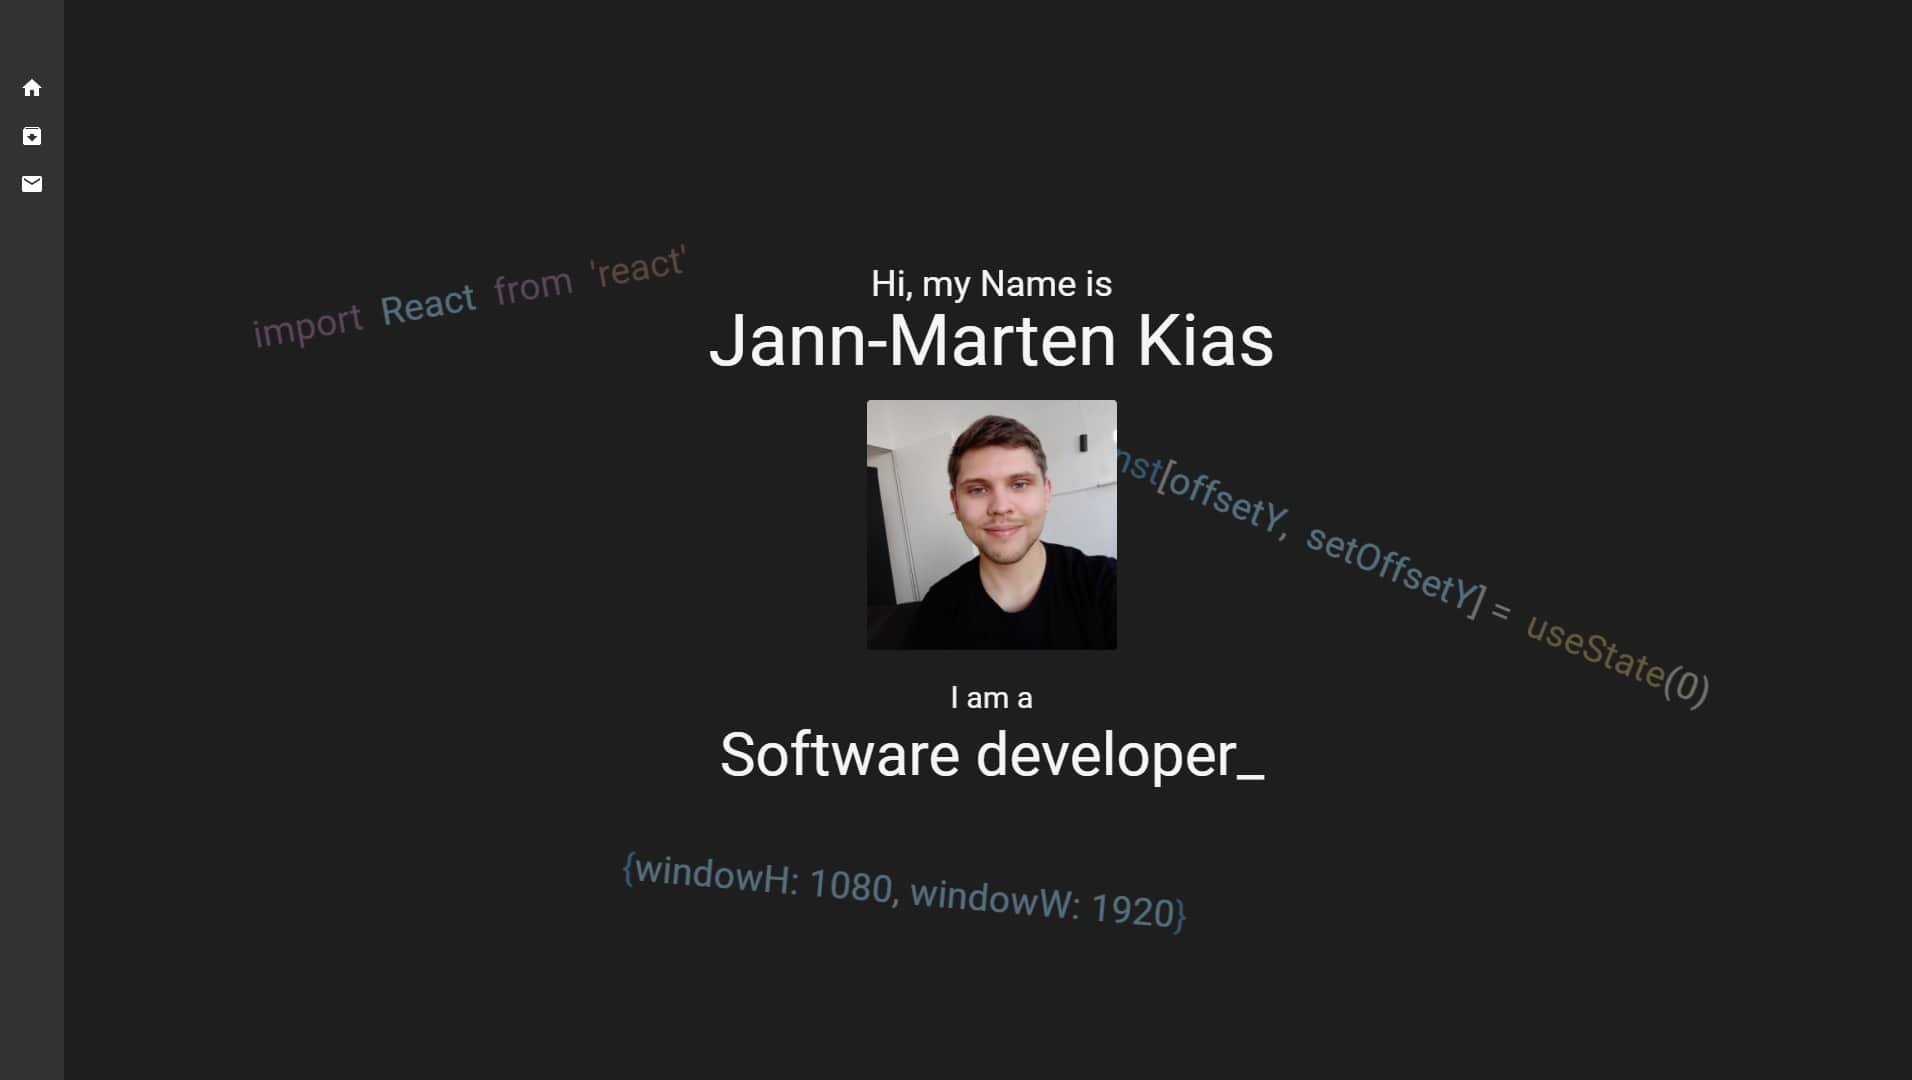 import React from 'react'
Hi, my Name is
Jann-Marten Kias
nst[offsetY, setOffsetY] = useState(0)
I am a
Software developer_
{windowH: 1080, windowW: 1920}